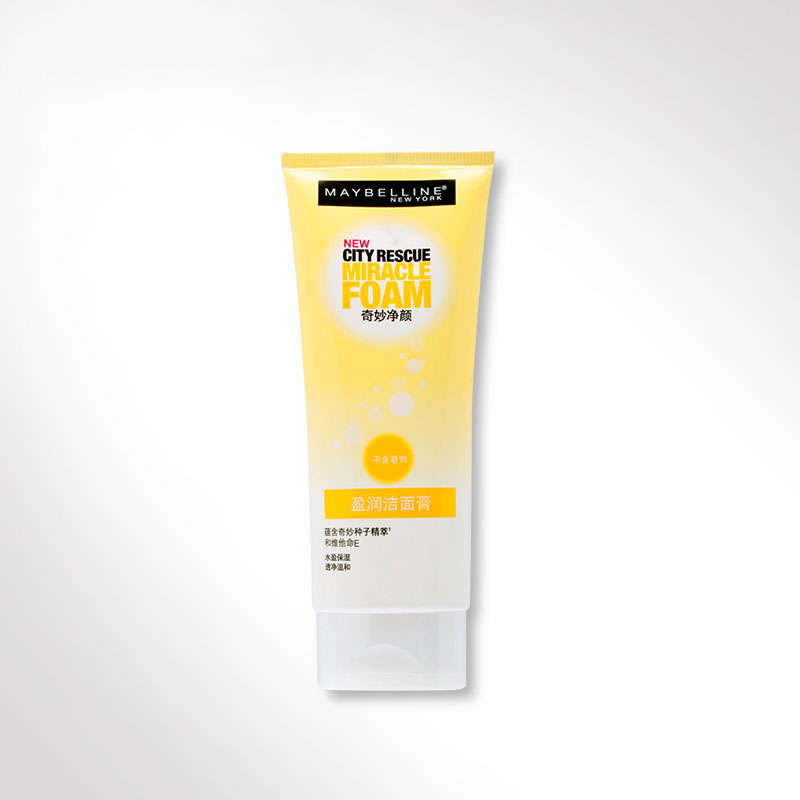 MAYBELLINE®
NEW YORK
NEW
CITY RESCUE
MIRACLE
FOAM
奇妙净颜
不含皂剂
盈润洁面膏
蕴含奇妙种子精萃¹
和维他命E
水盈保湿
透净温和